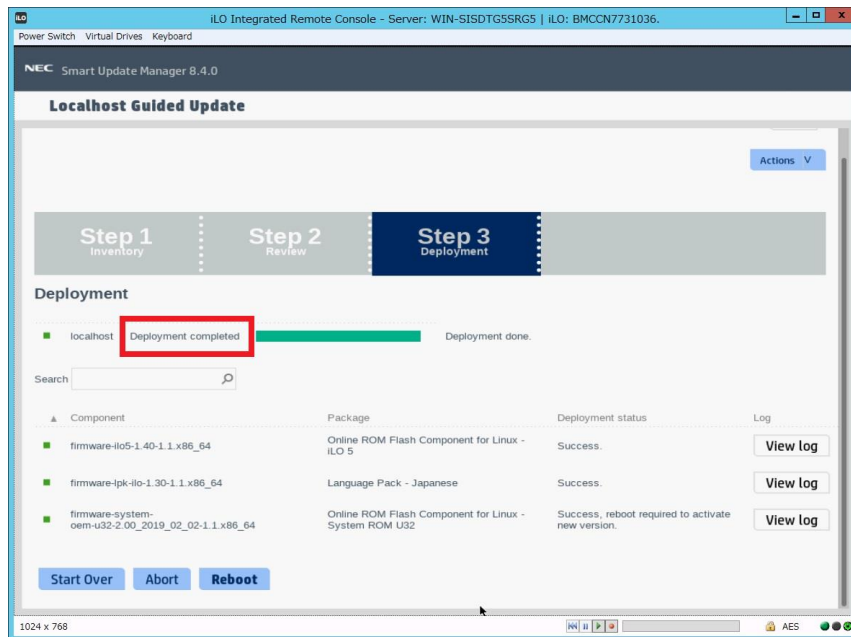 iLO
iLO Integrated Remote Console - Server: WIN-SISDTG5SRG5 | iLO: BMCCN7731036.
Power Switch Virtual Drives Keyboard
NEC Smart Update Manager 8.4.0
Localhost Guided Update
Actions
Step 1
Inventory
Step 2
Review
Step 3
Deployment
Deployment
localhost Deployment completed Deployment done.
Search
Component Package Deployment status Log
firmware-ilo5-1.40-1.1.x86_64
Online ROM Flash Component for Linux -
iLO 5
Success.
View log
firmware-lpk-ilo-1.30-1.1.x86_64
Language Pack - Japanese
Success.
View log
firmware-system-
oem-u32-2.00_2019_02_02-1.1.x86_64
Online ROM Flash Component for Linux -
System ROM U32
Success, reboot required to activate
new version.
View log
Start Over Abort Reboot
1024 x 768 AES